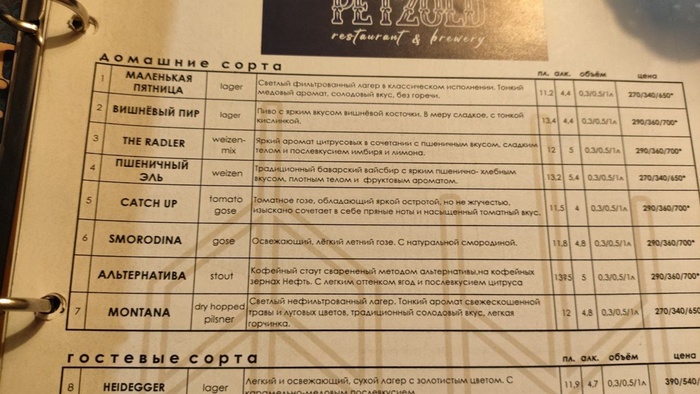 PETZOLD
restaurant & brewery
домашние сорта
пл. алк. объём цена
1 МАЛЕНЬКАЯ ПЯТНИЦА lager Светлый фильтрованный лагер в классическом исполнении. Тонкий 11,2 4,4 0,3/0,5/1л 270/340/650*
медовый аромат, солодовый вкус, без горечи.
2 ВИШНЁВЫЙ ПИР lager Пиво с ярким вкусом вишнёвой косточки. В меру сладкое, с тонкой 13,4 4,4 0,3/0,5/1л 290/360/700*
кислинкой.
3 THE RADLER weizen-mix Яркий аромат цитрусовых в сочетании с пшеничным вкусом, сладким 12 5 0,3/0,5/1л 290/360/700*
телом и послевкусием имбиря и лимона.
4 ПШЕНИЧНЫЙ ЭЛЬ weizen Традиционный баварский вайсбир с ярким пшенично- хлебным 13,2 5,4 0,3/0,5/1л 270/340/650*
вкусом, плотным телом и фруктовым ароматом.
5 CATCH UP tomato gose Томатное гозе, обладающий яркой остротой, но не жгучестью, 11,5 4 0,3/0,5/1л 290/360/700*
изыскано сочетает в себе пряные ноты и насыщенный томатный вкус.
6 SMORODINA gose Освежающий, лёгкий летний гозе. С натуральной смородиной. 11,8 4,8 0,3/0,5/1л 290/360/700*
АЛЬТЕРНАТИВА stout Кофейный стаут сварененый методом альтернативы,на кофейных 5 0,3/0,5/1л 290/360/700*
зернах Нефть. С легким оттенком ягод и послевкусием цитруса
7 MONTANA dry hopped pilsner Светлый нефильтрованный лагер. Тонкий аромат свежескошенной 12 4,8 0,3/0,5/1л 270/340/650
травы и луговых цветов, традиционный солодовый вкус, легкая
горчинка.
гостевые сорта
пл. алк. объём цена
8 HEIDEGGER lager Легкий и освежающий, сухой лагер с золотистым цветом. С 11,9 4,7 0,3/0,5/1л 390/540/
карамельно-медовым послевкусием